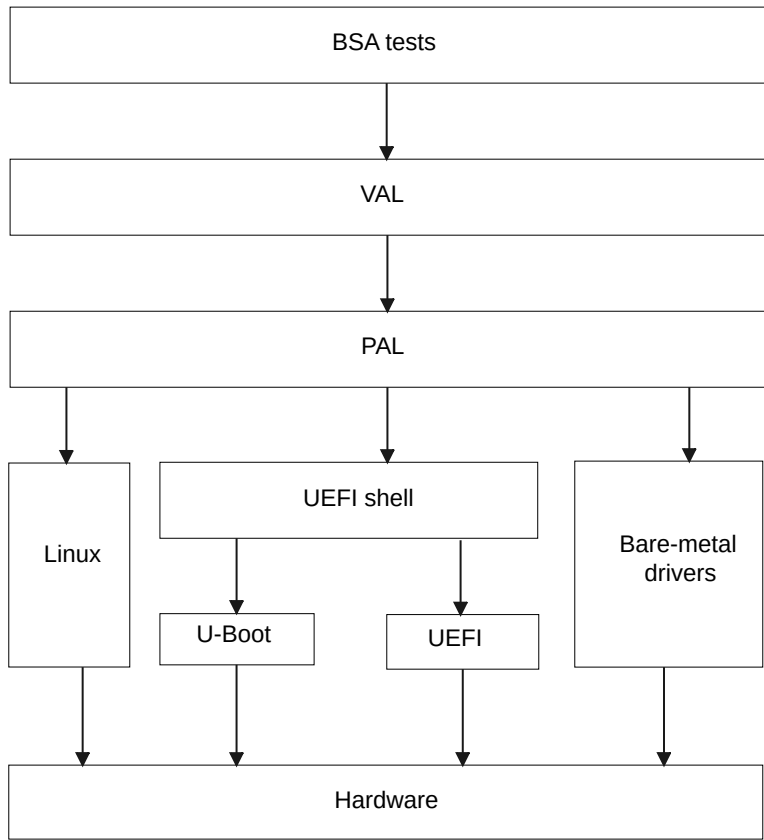 BSA tests
VAL
PAL
Linux
UEFI shell
Bare-metal
drivers
U-Boot
UEFI
Hardware